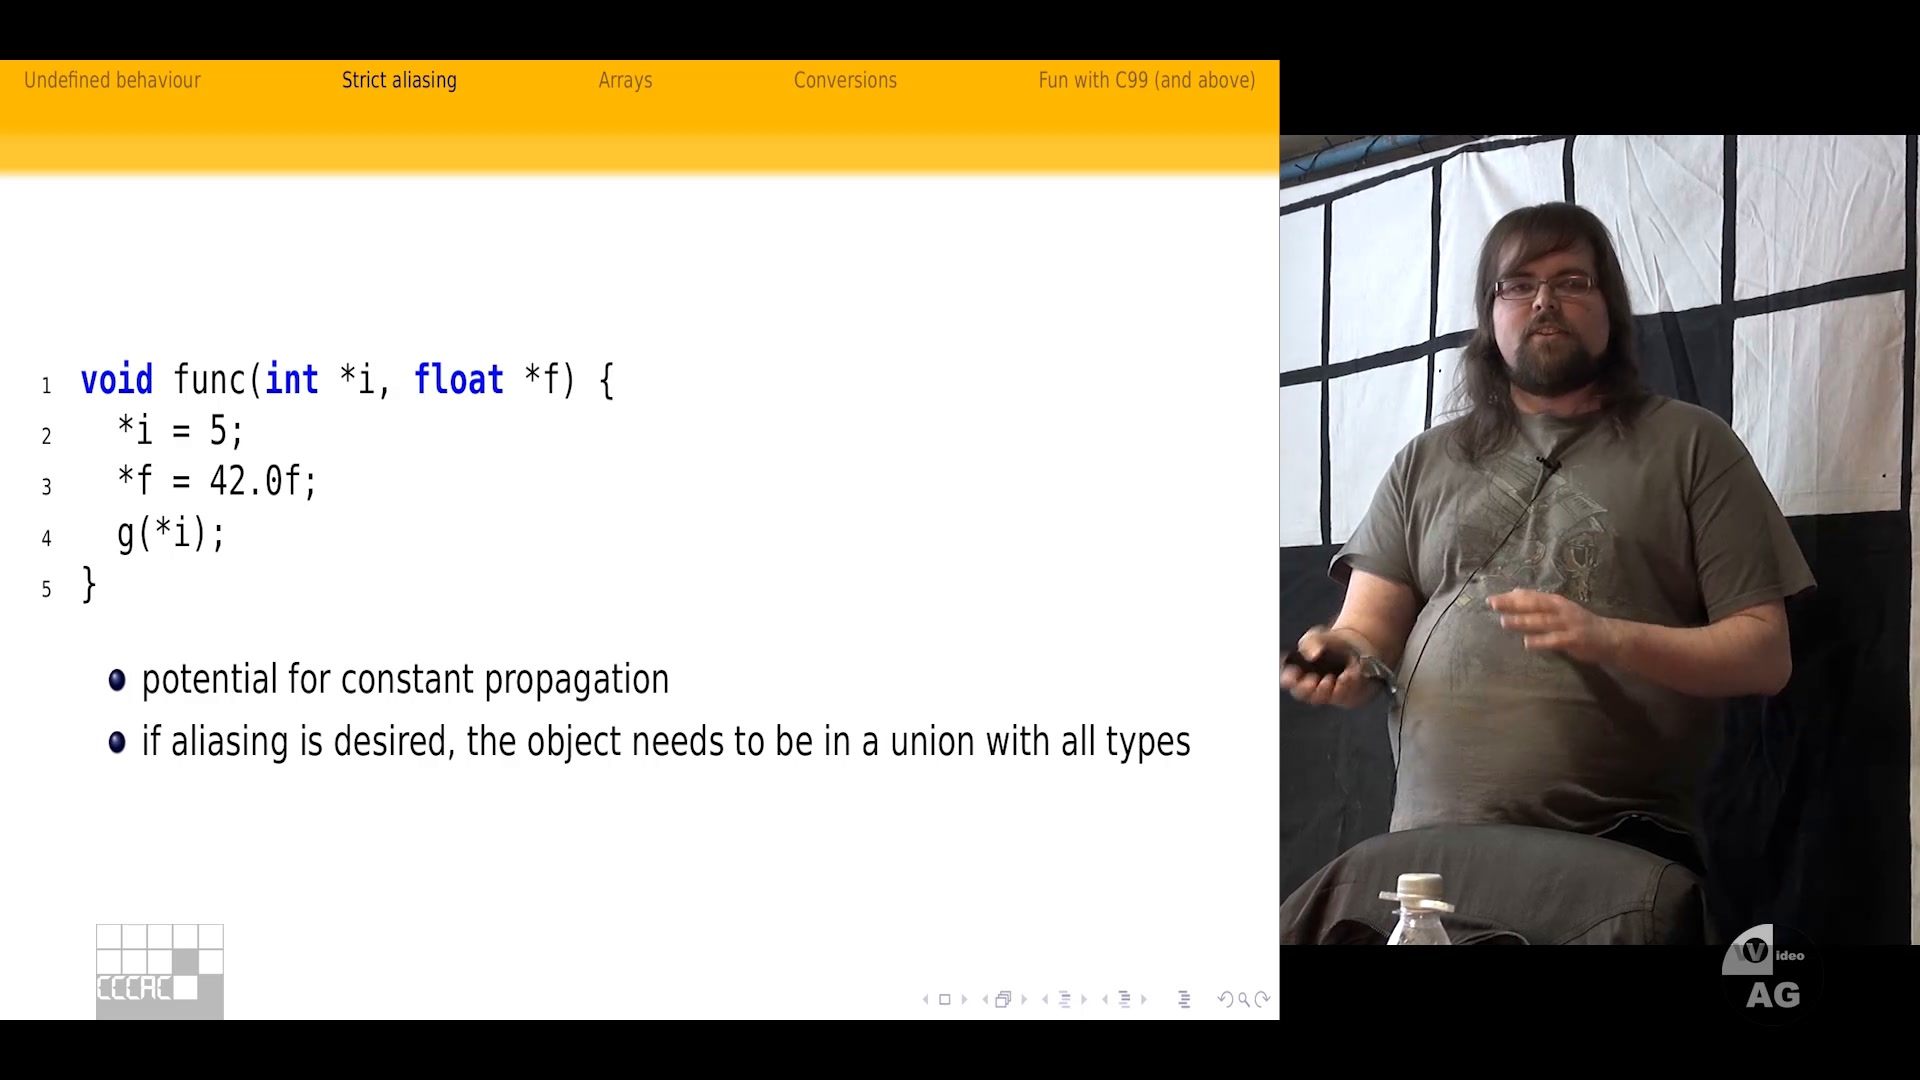 Undefined behaviour Strict aliasing Arrays Conversions Fun with C99 (and above)
1 void func(int *i, float *f) {
2 *i = 5;
3 *f = 42.0f;
4 g(*i);
5 }
potential for constant propagation
if aliasing is desired, the object needs to be in a union with all types
CCCAC
Video
AG